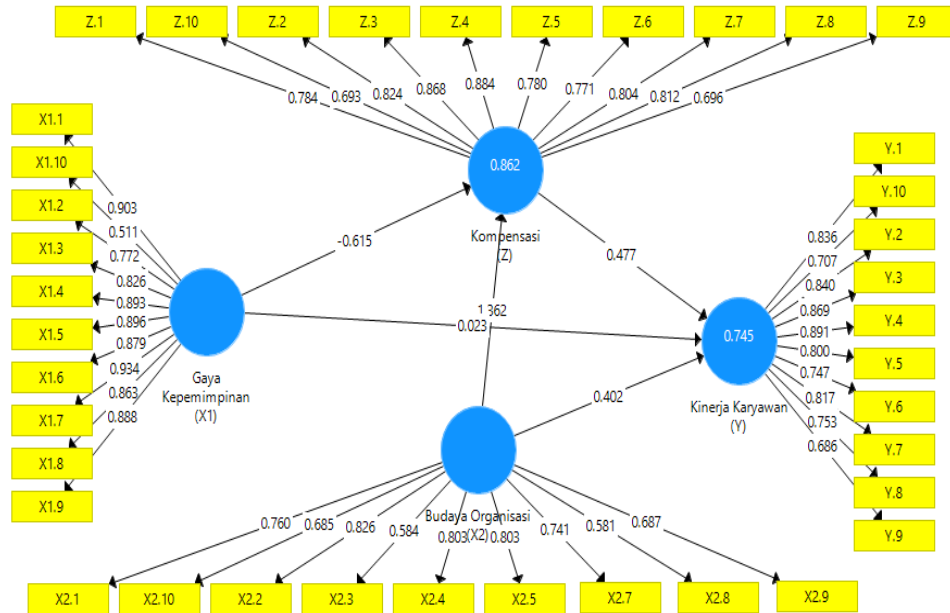 Z.1 Z.10 Z.2 Z.3 Z.4 Z.5 Z.6 Z.7 Z.8 Z.9
0.784 0.693 0.824 0.868 0.884 0.780 0.771 0.804 0.812 0.696
X1.1
X1.10
X1.2
X1.3
X1.4
X1.5
X1.6
X1.7
X1.8
X1.9
0.903
0.511
0.772
0.826
0.893
0.896
0.879
0.934
0.863
0.888
Gaya
Kepemimpinan
(X1)
-0.615
0.862
Kompensasi
(Z)
0.477
1.362
0.023
0.402
0.745
Kinerja Karyawan
(Y)
0.836
0.707
0.840
0.869
0.891
0.800
0.747
0.817
0.753
0.686
Y.1
Y.10
Y.2
Y.3
Y.4
Y.5
Y.6
Y.7
Y.8
Y.9
Budaya Organisasi
(X2)
0.760 0.685 0.826 0.584 0.803 0.803 0.741 0.581 0.687
X2.1 X2.10 X2.2 X2.3 X2.4 X2.5 X2.7 X2.8 X2.9